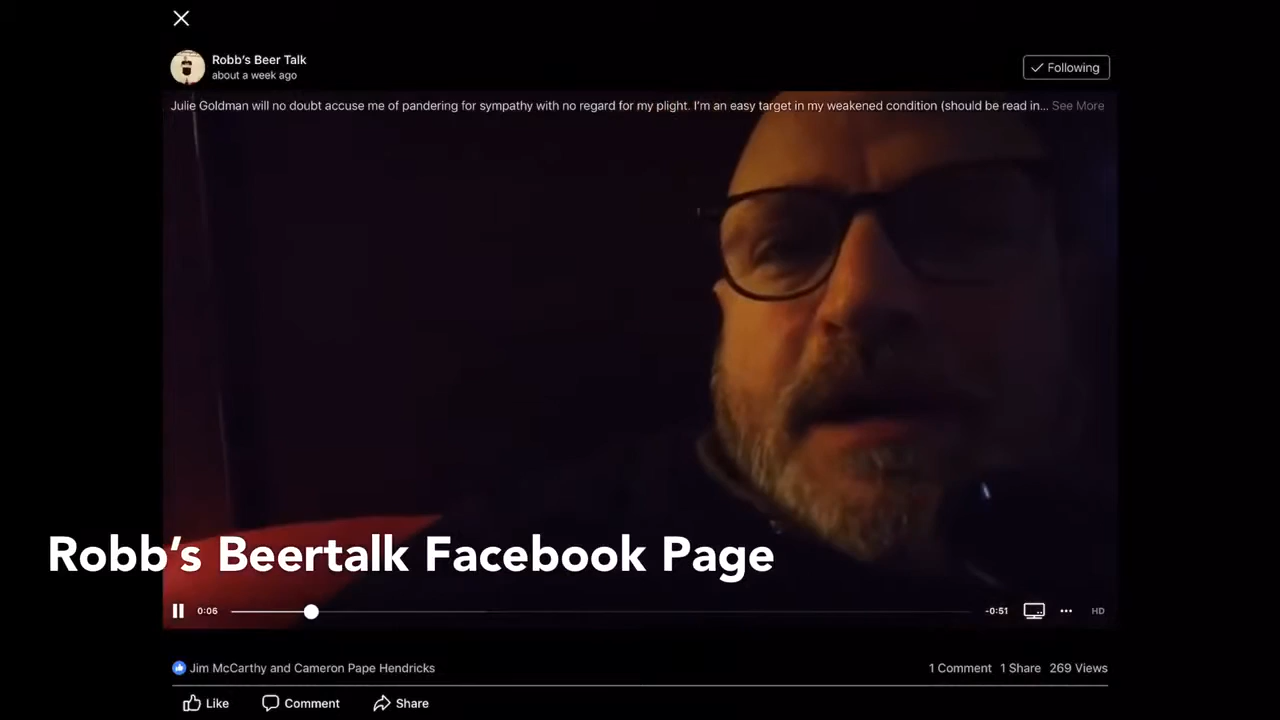 Robb's Beer Talk
about a week ago
Following
Julie Goldman will no doubt accuse me of pandering for sympathy with no regard for my plight. I'm an easy target in my weakened condition (should be read in... See More
Robb's Beertalk Facebook Page
0:06
-0:51
HD
Jim McCarthy and Cameron Pape Hendricks
1 Comment 1 Share 269 Views
Like Comment Share